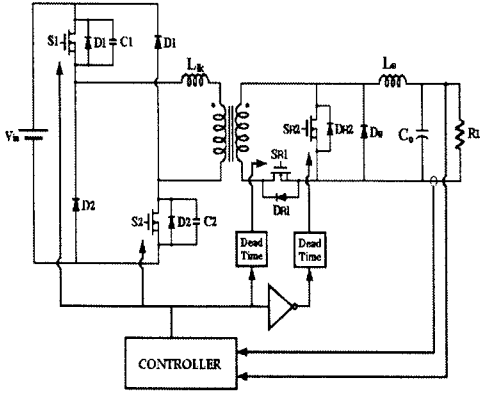 S1
D1
C1
D1
Llk
Lo
Vin
SR2
DR2
Do
Co
RL
SR1
DR1
D2
S2
D2
C2
Dead
Time
Dead
Time
CONTROLLER